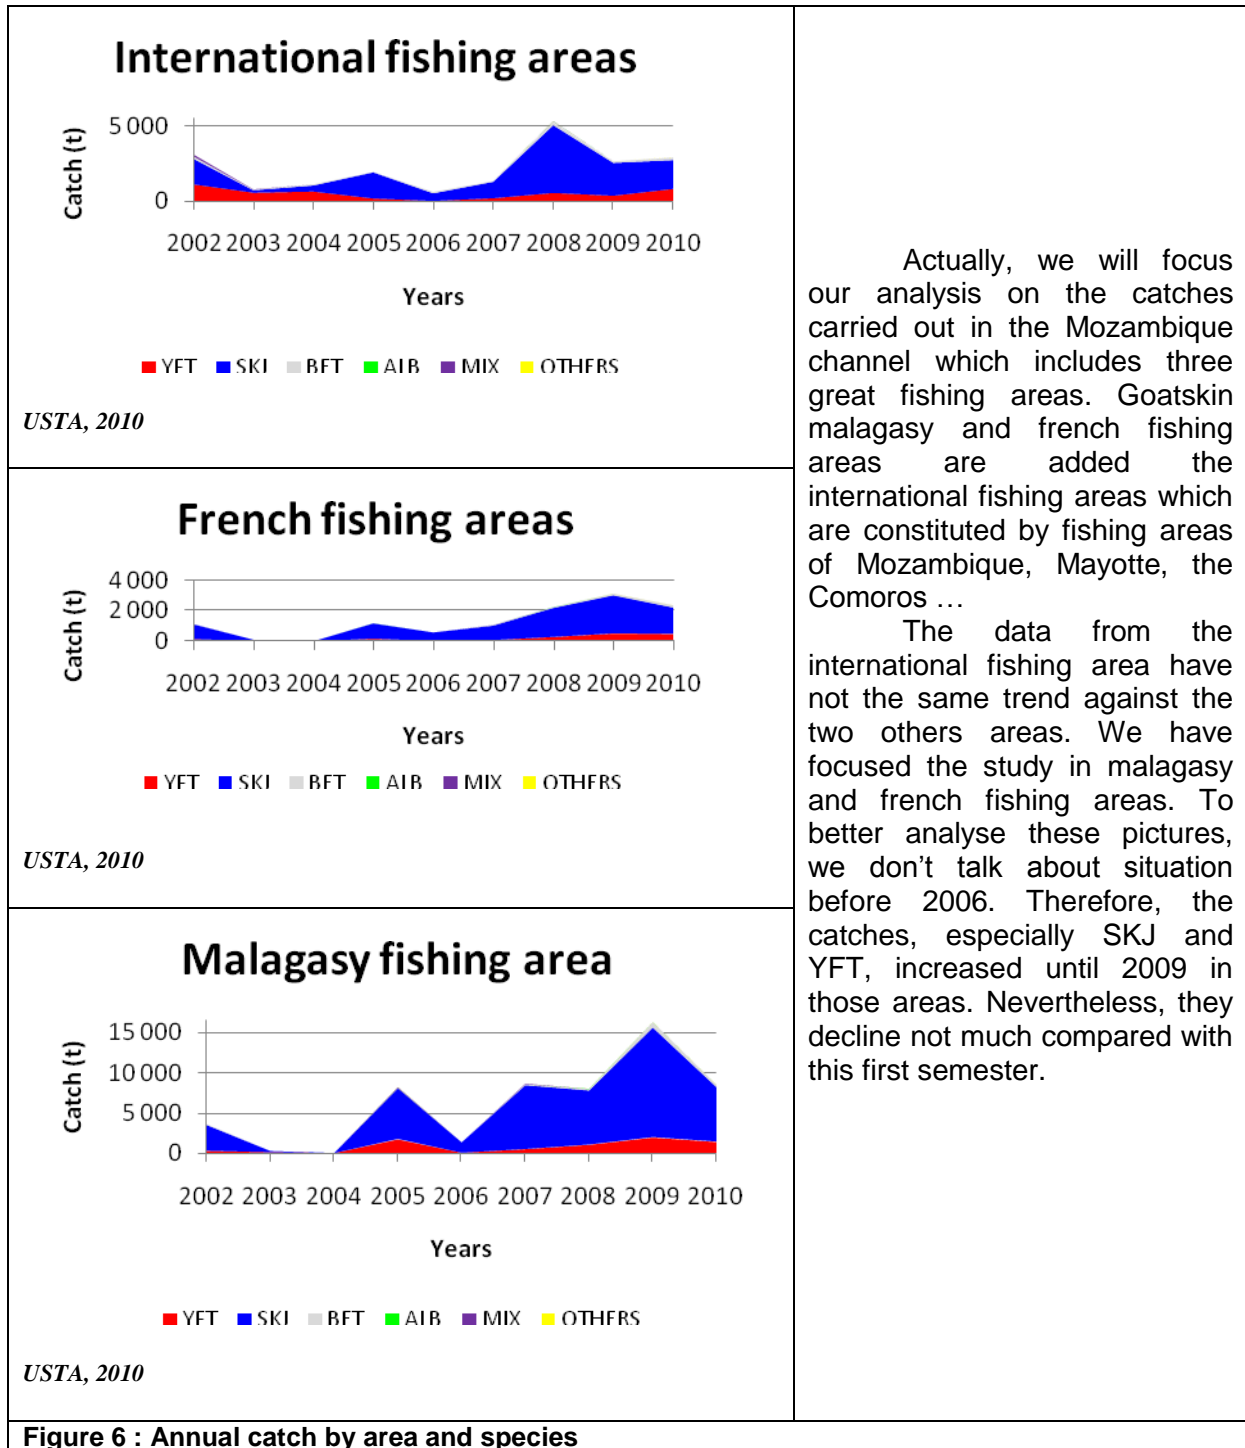 International fishing areas
Catch (t)
5 000
0
2002 2003 2004 2005 2006 2007 2008 2009 2010
Years
YFT SKJ BET ALB MIX OTHERS
USTA, 2010
French fishing areas
Catch (t)
4 000
2 000
0
2002 2003 2004 2005 2006 2007 2008 2009 2010
Years
YFT SKJ BET ALB MIX OTHERS
USTA, 2010
Malagasy fishing area
Catch (t)
15 000
10 000
5 000
0
2002 2003 2004 2005 2006 2007 2008 2009 2010
Years
YFT SKJ BET ALB MIX OTHERS
USTA, 2010
Actually, we will focus
our analysis on the catches
carried out in the Mozambique
channel which includes three
great fishing areas. Goatskin
malagasy and french fishing
areas are added the
international fishing areas which
are constituted by fishing areas
of Mozambique, Mayotte, the
Comoros …
The data from the
international fishing area have
not the same trend against the
two others areas. We have
focused the study in malagasy
and french fishing areas. To
better analyse these pictures,
we don’t talk about situation
before 2006. Therefore, the
catches, especially SKJ and
YFT, increased until 2009 in
those areas. Nevertheless, they
decline not much compared with
this first semester.
Figure 6 : Annual catch by area and species